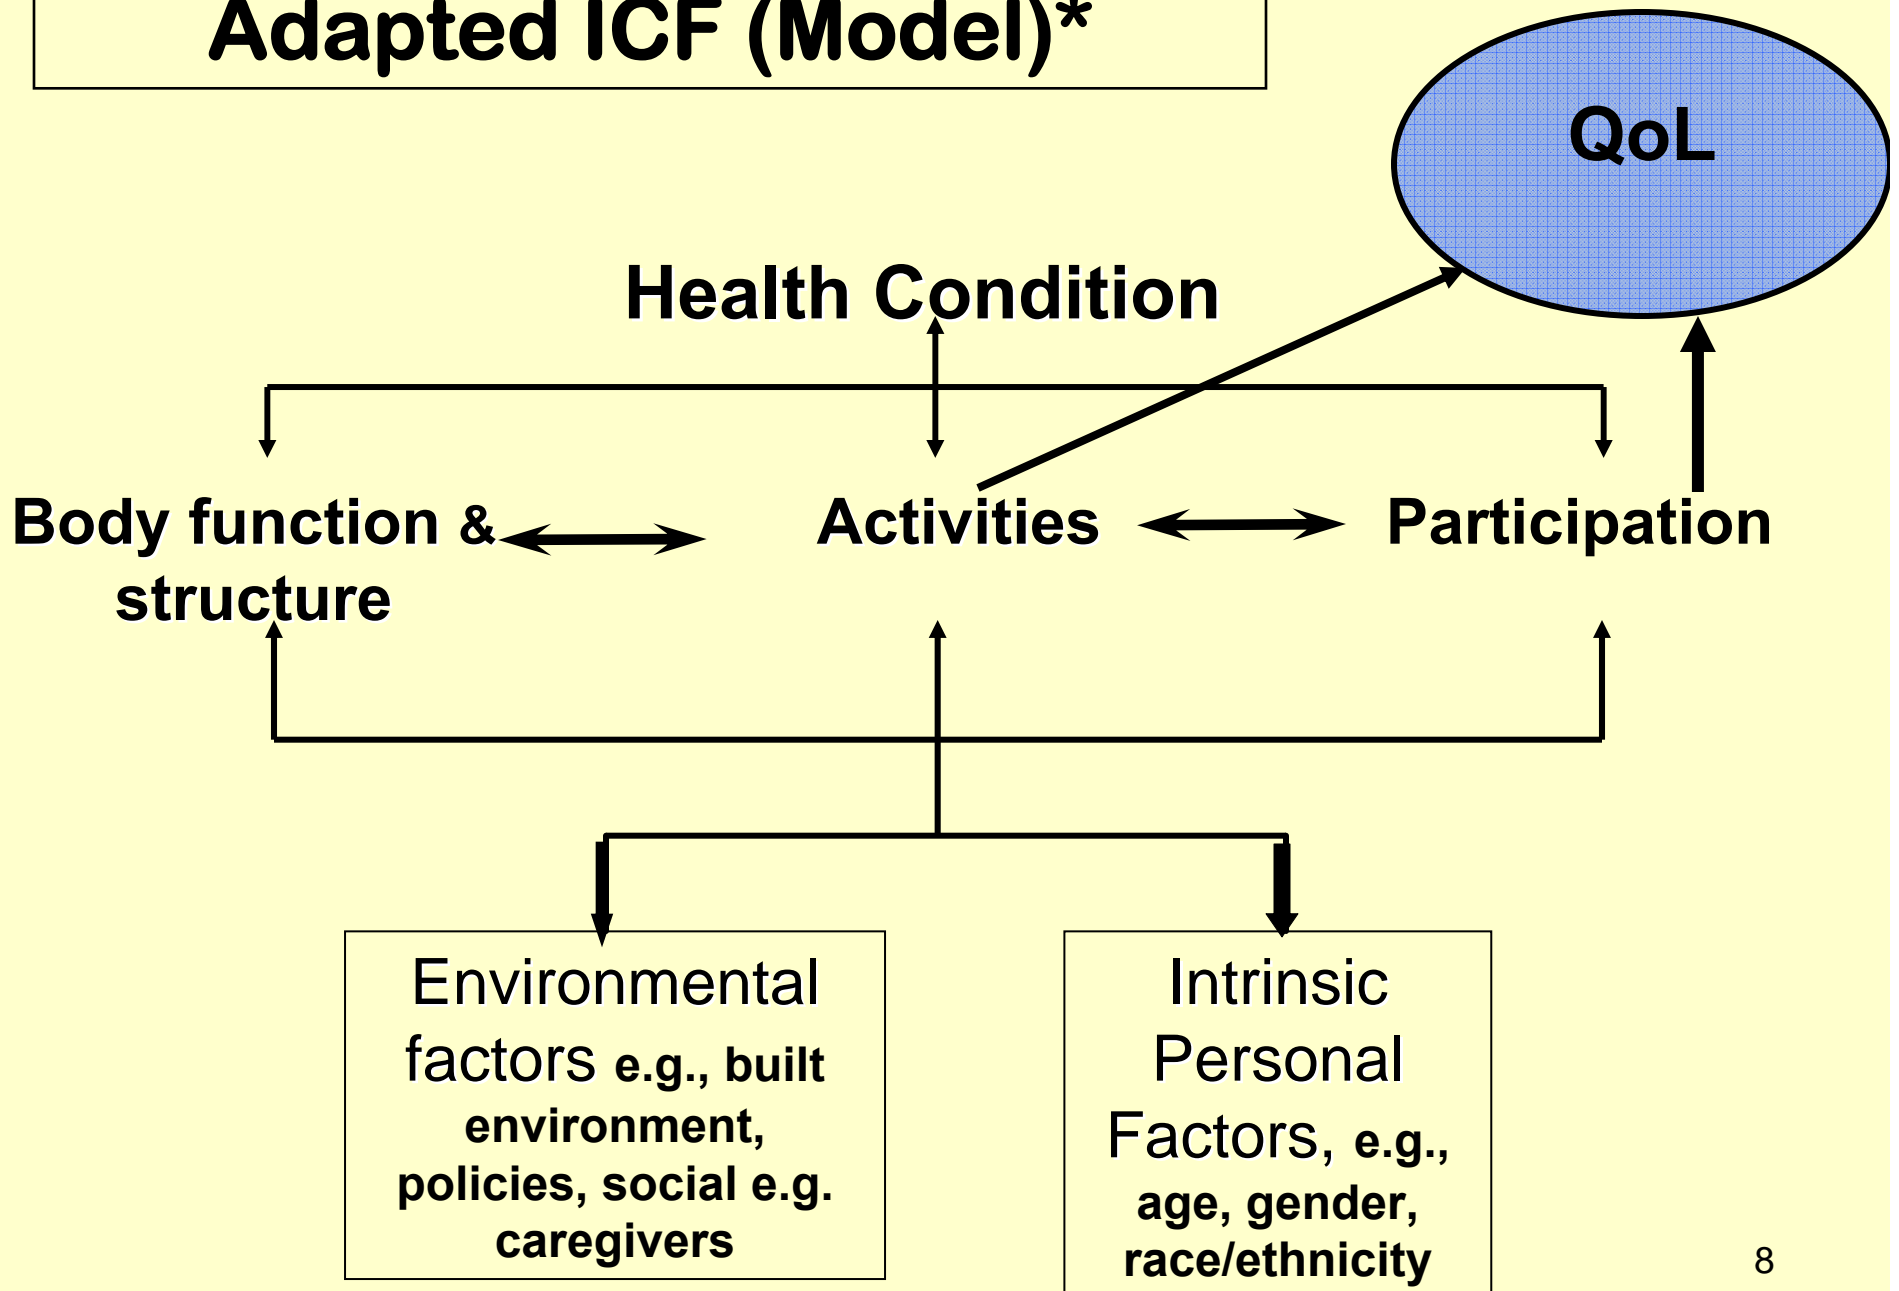 Adapted ICF (Model)*
QoL
Health Condition
Body function &
structure
Activities
Participation
Environmental
factors e.g., built
environment,
policies, social e.g.
caregivers
Intrinsic
Personal
Factors, e.g.,
age, gender,
race/ethnicity
8